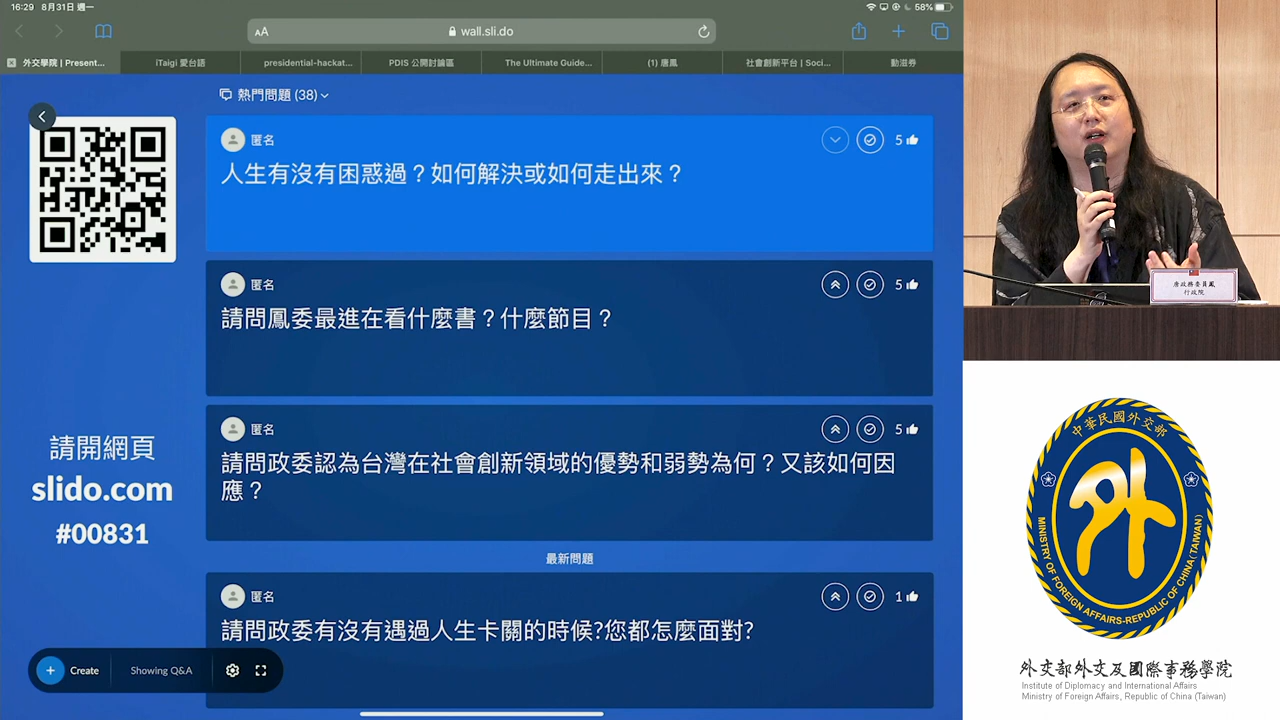 16:29 8月31日 週一
58%
AA
wall.sli.do
外交學院 | Present...
iTaigi 愛台語
presidential-hackat...
PDIS 公開討論區
The Ultimate Guide...
(1) 唐鳳
社會創新平台 | Soci...
動滋券
熱門問題 (38)
匿名
5
人生有沒有困惑過？如何解決或如何走出來？
匿名
5
請問鳳委最進在看什麼書？什麼節目？
匿名
5
請問政委認為台灣在社會創新領域的優勢和弱勢為何？又該如何因
應？
最新問題
匿名
1
請問政委有沒有遇過人生卡關的時候?您都怎麼面對?
請開網頁
slido.com
#00831
Create
Showing Q&A
唐政務委員鳳
行政院
中華民國外交部
外
MINISTRY OF FOREIGN AFFAIRS-REPUBLIC OF CHINA(TAIWAN)
外交部外交及國際事務學院
Institute of Diplomacy and International Affairs
Ministry of Foreign Affairs, Republic of China (Taiwan)